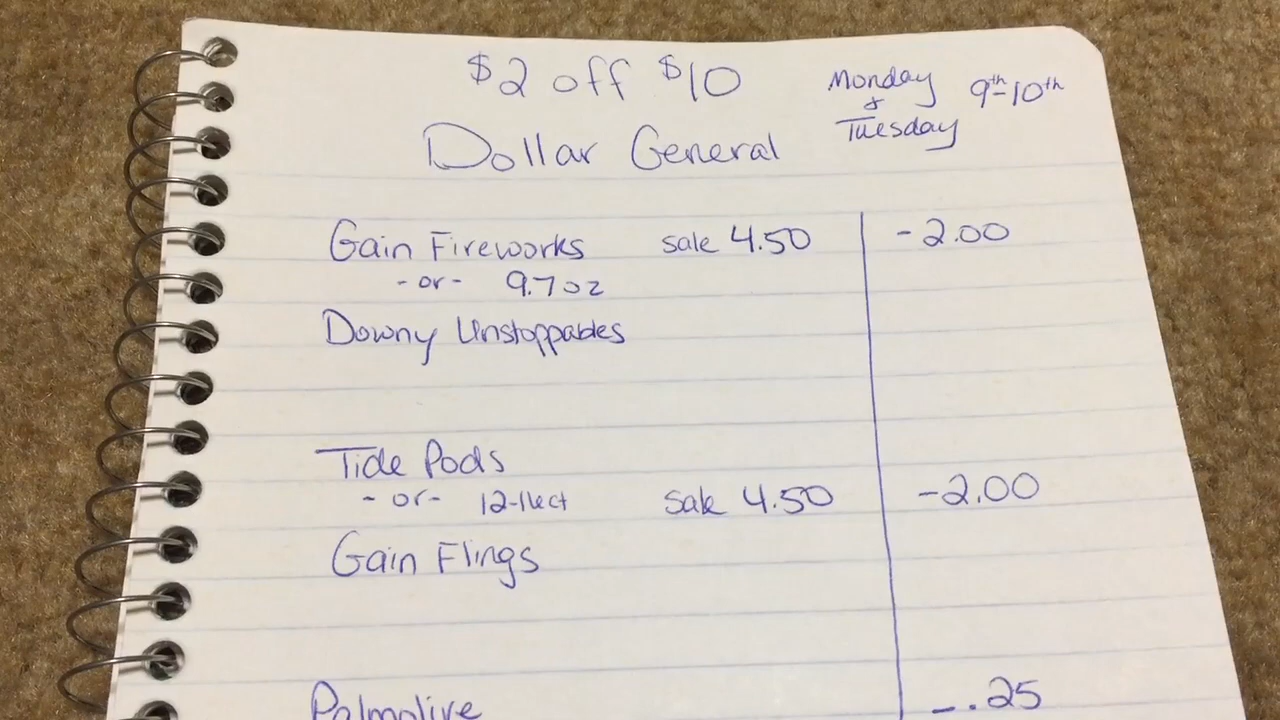 $2 off $10
Monday & Tuesday 9th-10th
Dollar General
Gain Fireworks sale 4.50 -2.00
-or- 9.7oz
Downy Unstoppables
Tide Pods
-or- 12-16ct sale 4.50 -2.00
Gain Flings
Palmolive -.25